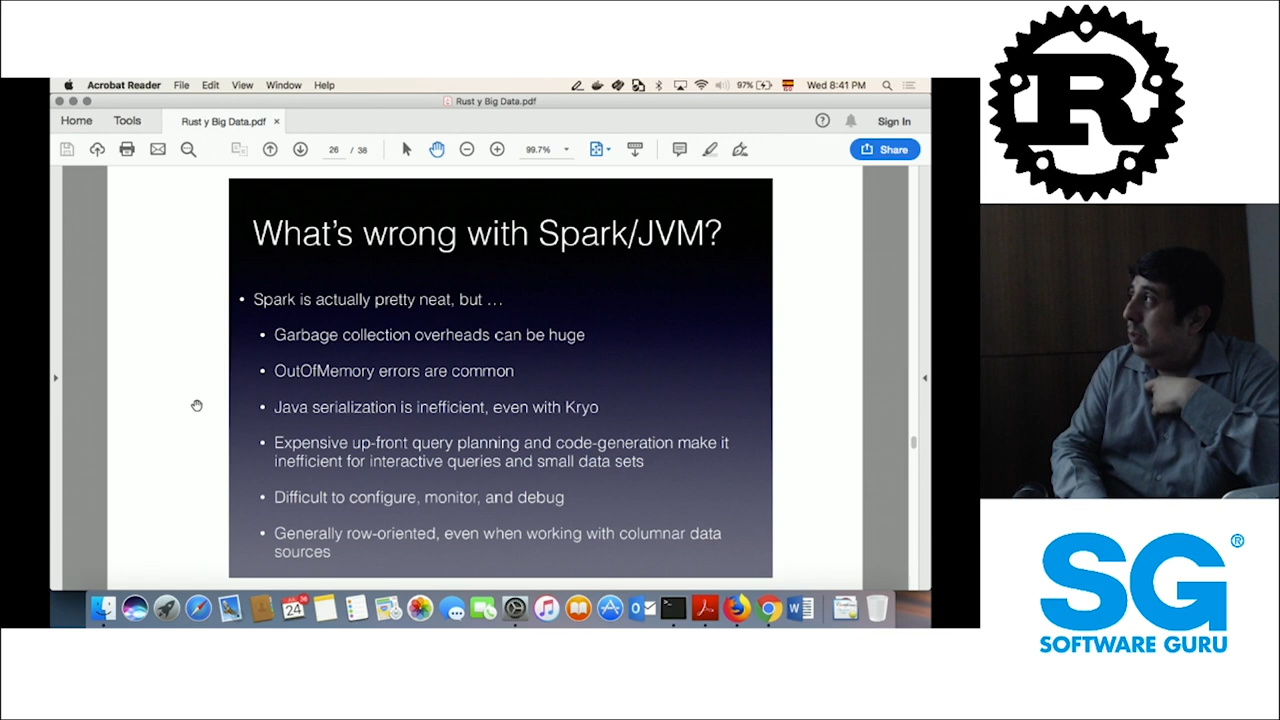 Acrobat Reader File Edit View Window Help 97% Wed 8:41 PM
Rust y Big Data.pdf
Home Tools Rust y Big Data.pdf × Sign In
26 / 38 99.7% Share
What's wrong with Spark/JVM?
• Spark is actually pretty neat, but …
• Garbage collection overheads can be huge
• OutOfMemory errors are common
• Java serialization is inefficient, even with Kryo
• Expensive up-front query planning and code-generation make it
inefficient for interactive queries and small data sets
• Difficult to configure, monitor, and debug
• Generally row-oriented, even when working with columnar data
sources
24
R
SG®
SOFTWARE GURU